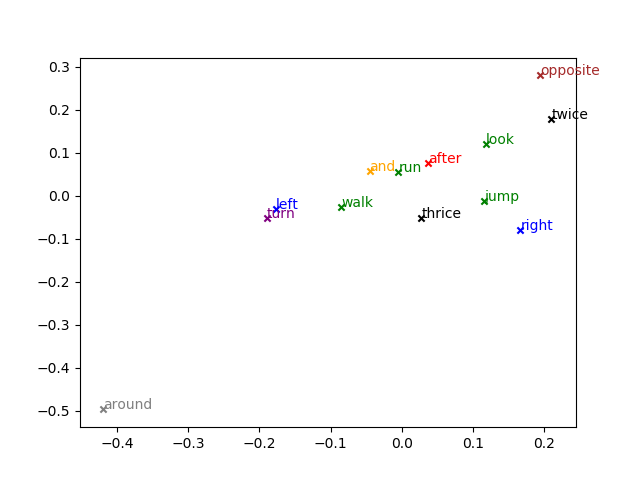 0.3
opposite
0.2
twice
look
0.1
after
and
run
0.0
left
walk
jump
turn
thrice
right
−0.1
−0.2
−0.3
−0.4
around
−0.5
−0.4
−0.3
−0.2
−0.1
0.0
0.1
0.2